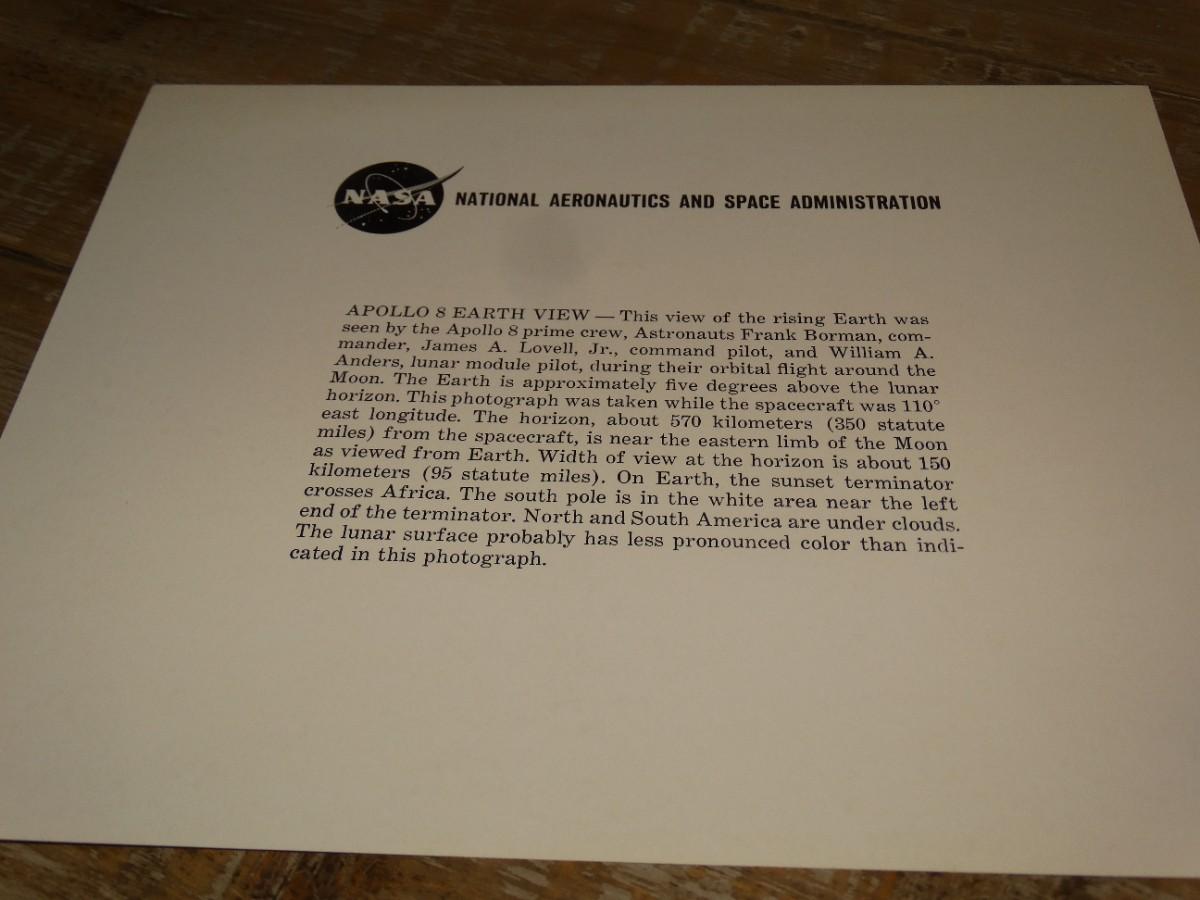 NASA NATIONAL AERONAUTICS AND SPACE ADMINISTRATION
APOLLO 8 EARTH VIEW — This view of the rising Earth was
seen by the Apollo 8 prime crew, Astronauts Frank Borman, com-
mander, James A. Lovell, Jr., command pilot, and William A.
Anders, lunar module pilot, during their orbital flight around the
Moon. The Earth is approximately five degrees above the lunar
horizon. This photograph was taken while the spacecraft was 110°
east longitude. The horizon, about 570 kilometers (350 statute
miles) from the spacecraft, is near the eastern limb of the Moon
as viewed from Earth. Width of view at the horizon is about 150
kilometers (95 statute miles). On Earth, the sunset terminator
crosses Africa. The south pole is in the white area near the left
end of the terminator. North and South America are under clouds.
The lunar surface probably has less pronounced color than indi-
cated in this photograph.